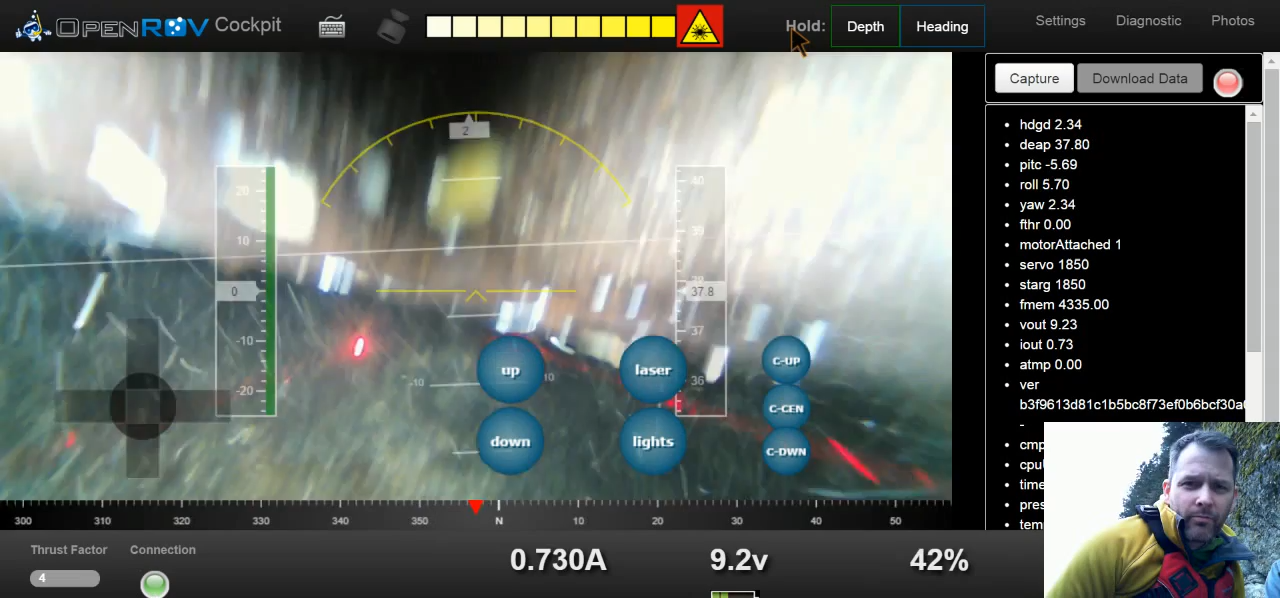 OPENROV Cockpit
Hold:
Depth
Heading
Settings
Diagnostic
Photos
Capture
Download Data
hdgd 2.34
deap 37.80
pitc -5.69
roll 5.70
yaw 2.34
fthr 0.00
motorAttached 1
servo 1850
starg 1850
fmem 4335.00
vout 9.23
iout 0.73
atmp 0.00
ver
-
2
20
10
0
-10
-20
40
39
38
37.8
37
36
-10
10
up
laser
C-UP
C-CEN
down
lights
C-DWN
300 310 320 330 340 350 N 10 20 30 40 50
Thrust Factor
4
Connection
0.730A
9.2v
42%